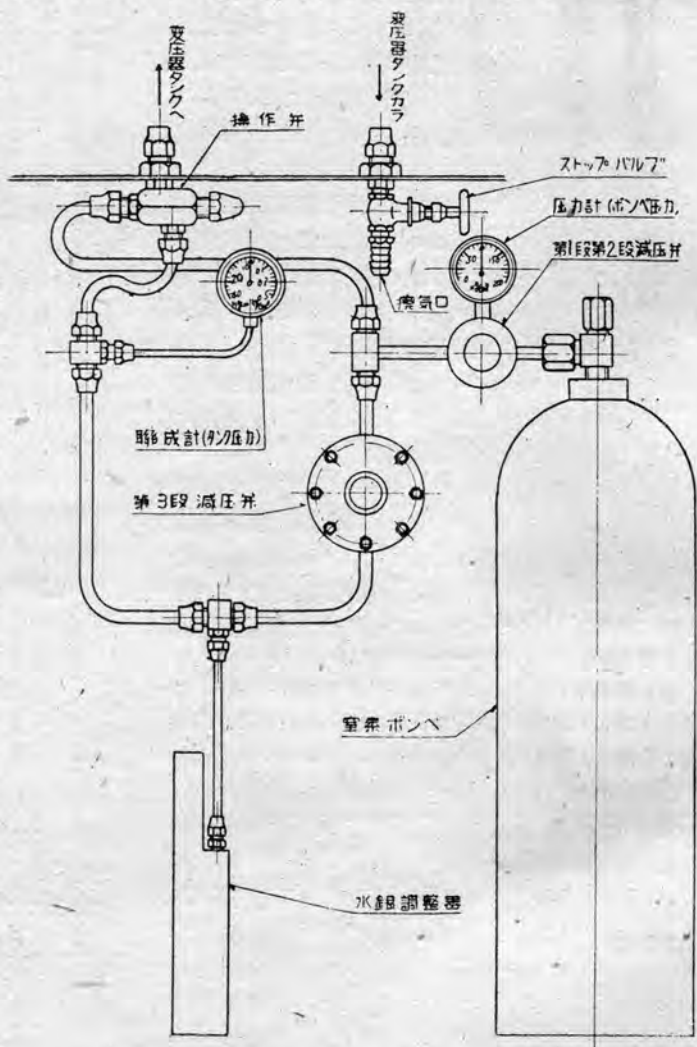 変圧器タンクへ
変圧器タンクカラ
操作弁
ストップバルブ
圧力計(ボンベ圧力)
第1段第2段減圧弁
排気口
聯成計(タンク圧力)
第3段減圧弁
窒素ボンベ
水銀調整器